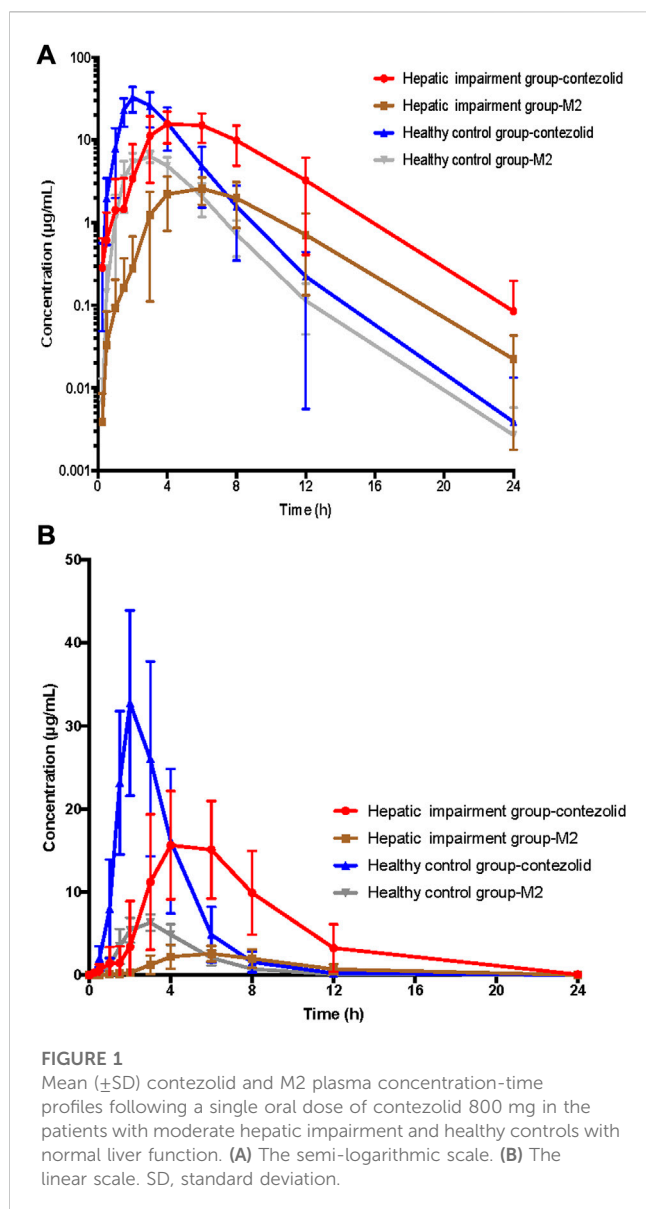 A
Concentration (µg/mL)
100
10
1
0.1
0.01
0.001
0
4
8
12
16
20
24
Time (h)
Hepatic impairment group-contezolid
Hepatic impairment group-M2
Healthy control group-contezolid
Healthy control group-M2
B
Concentration (µg/mL)
50
40
30
20
10
0
0
4
8
12
16
20
24
Time (h)
Hepatic impairment group-contezolid
Hepatic impairment group-M2
Healthy control group-contezolid
Healthy control group-M2
FIGURE 1
Mean (±SD) contezolid and M2 plasma concentration-time
profiles following a single oral dose of contezolid 800 mg in the
patients with moderate hepatic impairment and healthy controls with
normal liver function. (A) The semi-logarithmic scale. (B) The
linear scale. SD, standard deviation.